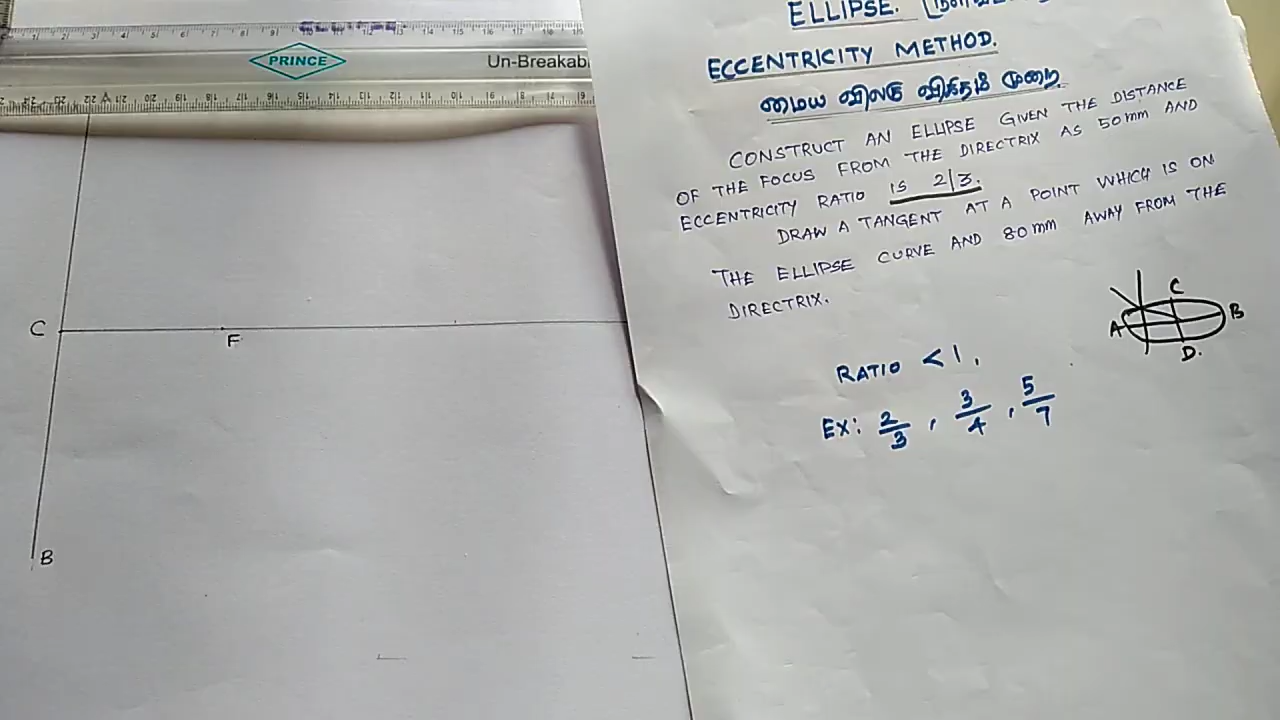 ELLIPSE.
ECCENTRICITY METHOD.
மைய விலகு விகிதம் முறை.
CONSTRUCT AN ELLIPSE GIVEN THE DISTANCE
OF THE FOCUS FROM THE DIRECTRIX AS 50mm AND
ECCENTRICITY RATIO IS 2/3.
DRAW A TANGENT AT A POINT WHICH IS ON
THE ELLIPSE CURVE AND 80mm AWAY FROM THE
DIRECTRIX.
RATIO < 1.
EX: 2/3, 3/4, 5/7
A
C
B
D.
PRINCE
Un-Breakab
C
F
B